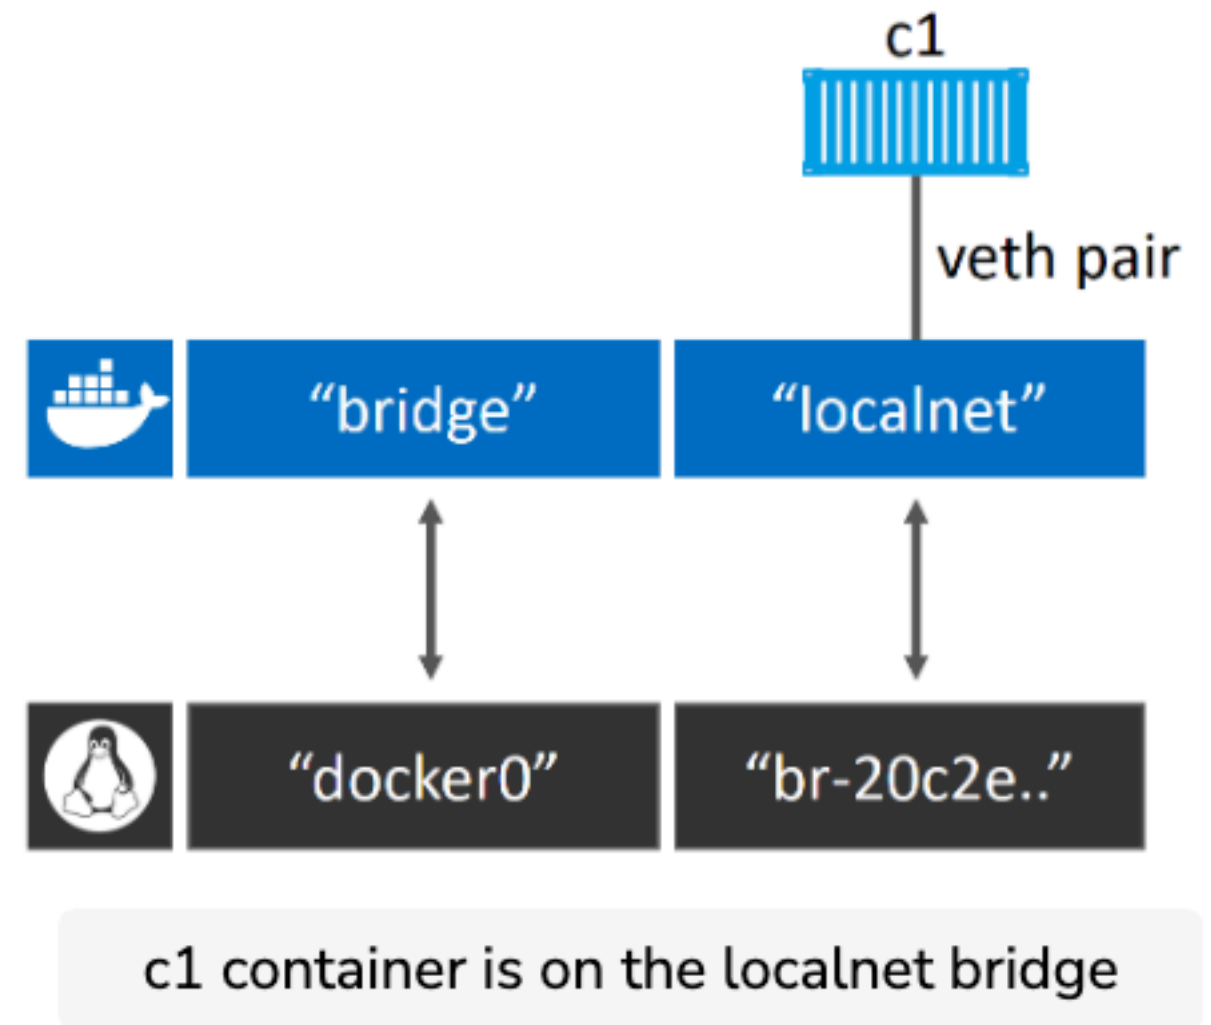 c1
veth pair
“bridge” “localnet”
“docker0” “br-20c2e..”
c1 container is on the localnet bridge